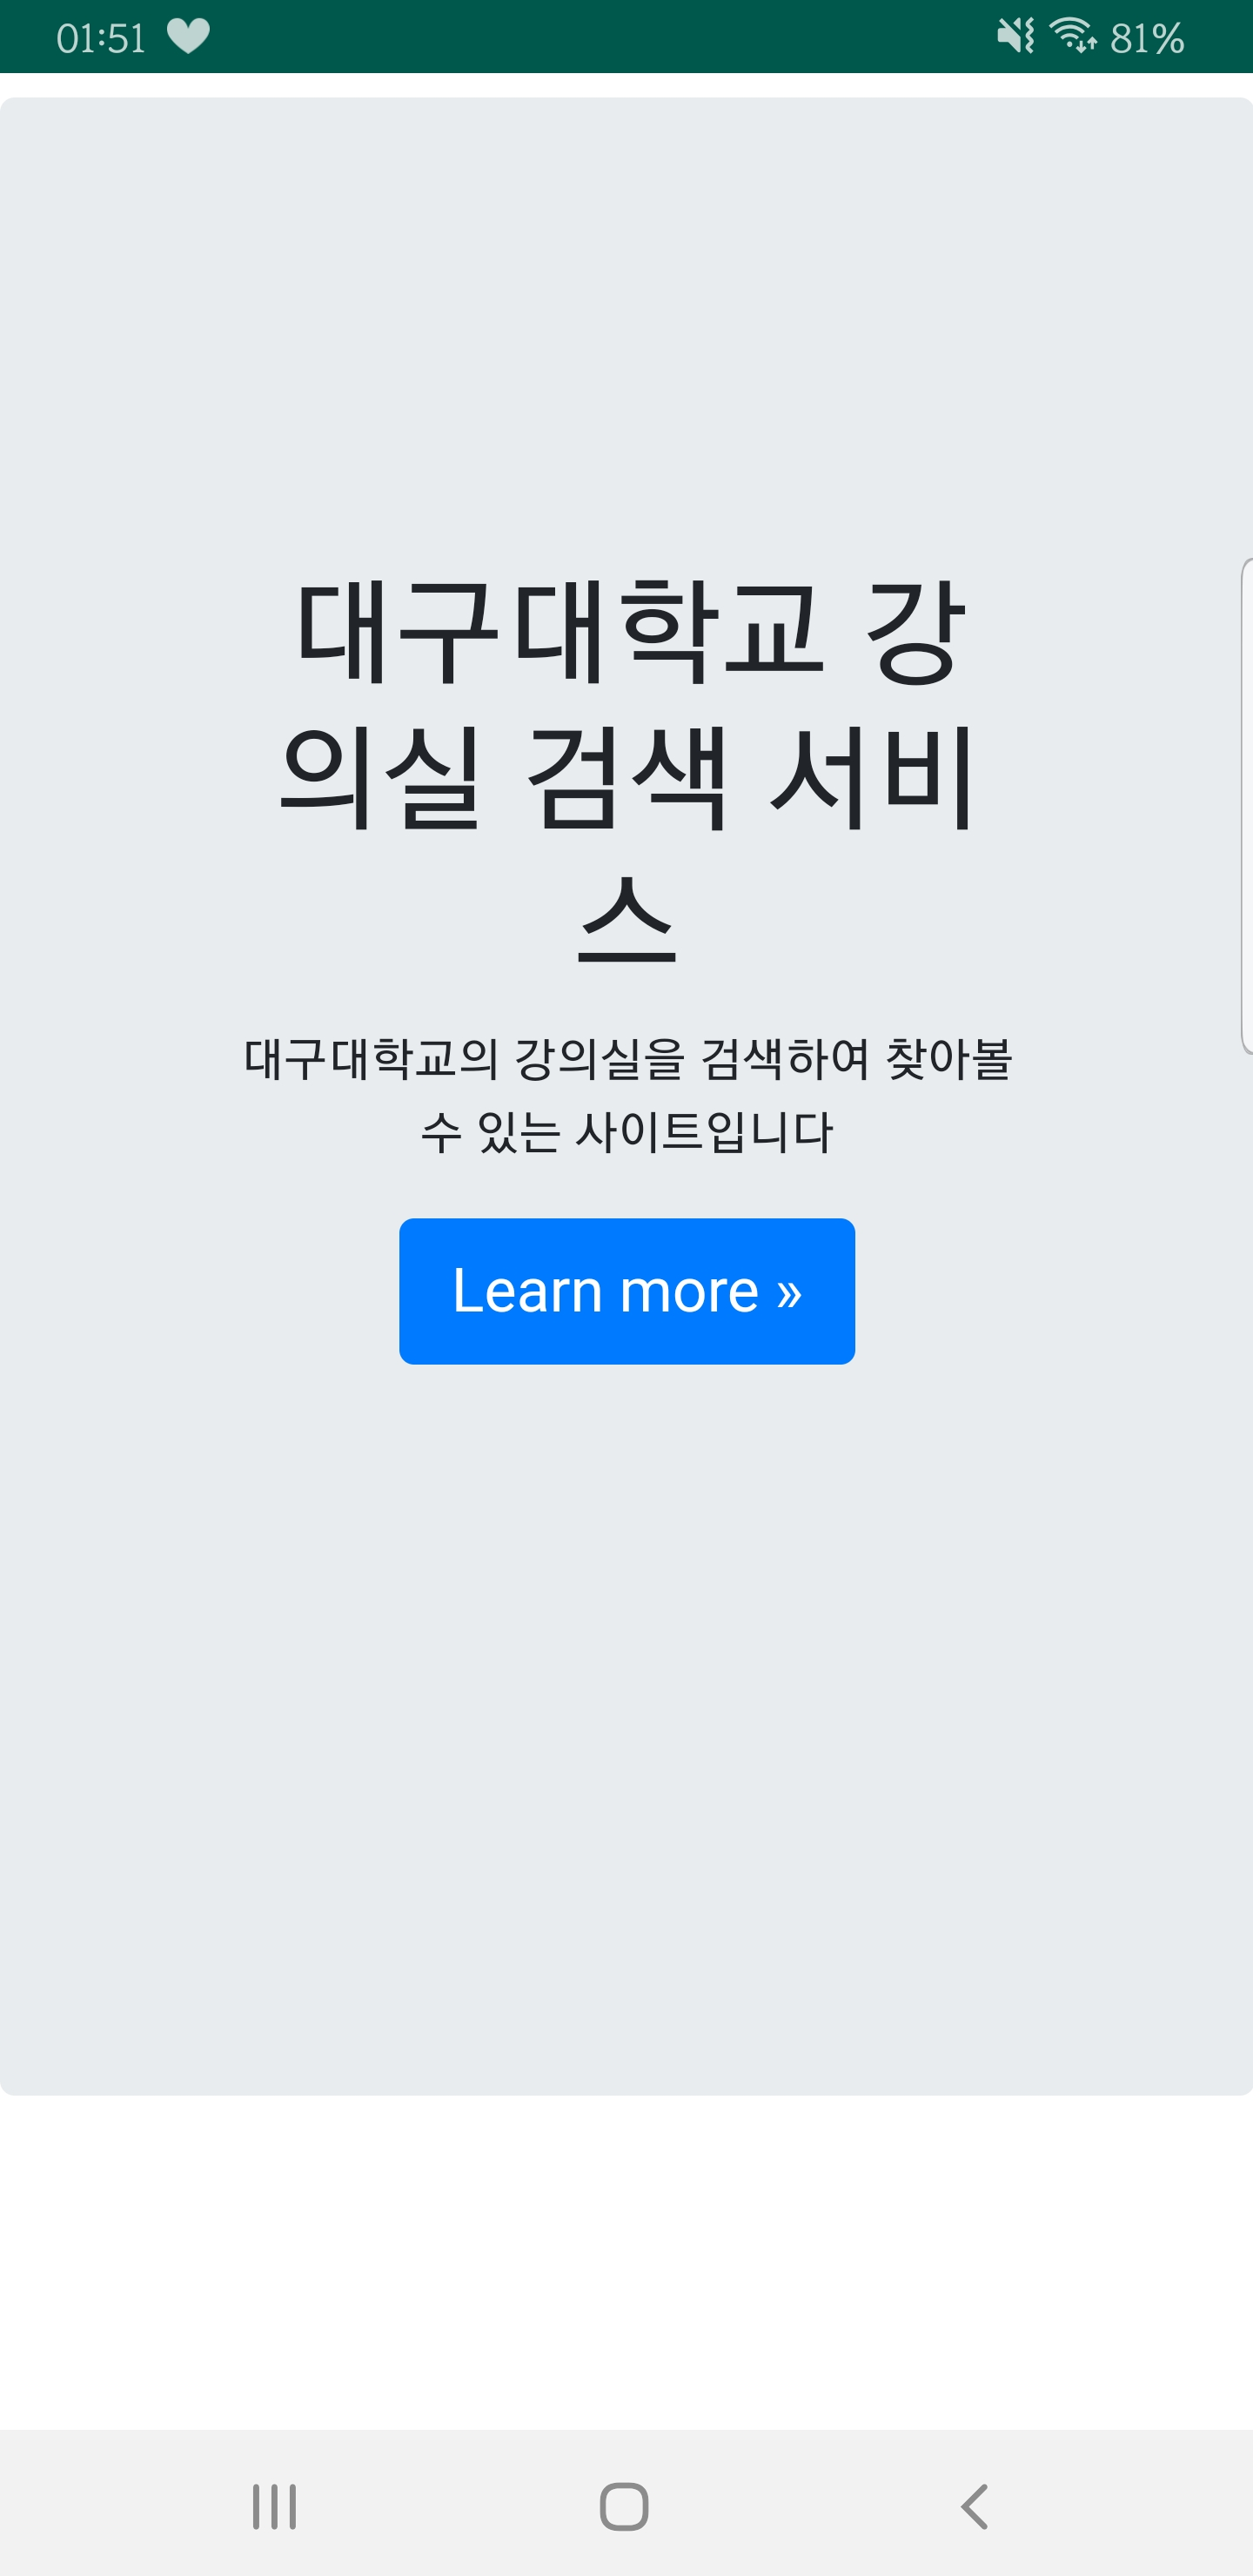 01:51 81%
대구대학교 강
의실 검색 서비
스
대구대학교의 강의실을 검색하여 찾아볼
수 있는 사이트입니다
Learn more »